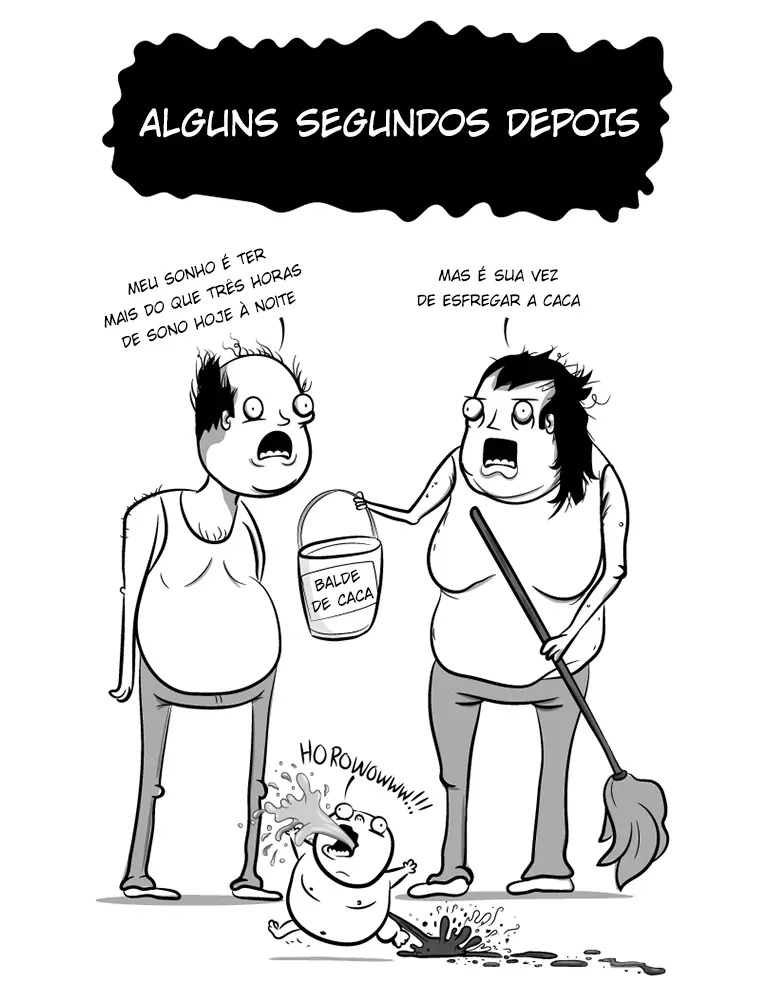 ALGUNS SEGUNDOS DEPOIS
MEU SONHO É TER
MAIS DO QUE TRÊS HORAS
DE SONO HOJE À NOITE
MAS É SUA VEZ
DE ESFREGAR A CACA
BALDE
DE CACA
HOROWOWWW!!!